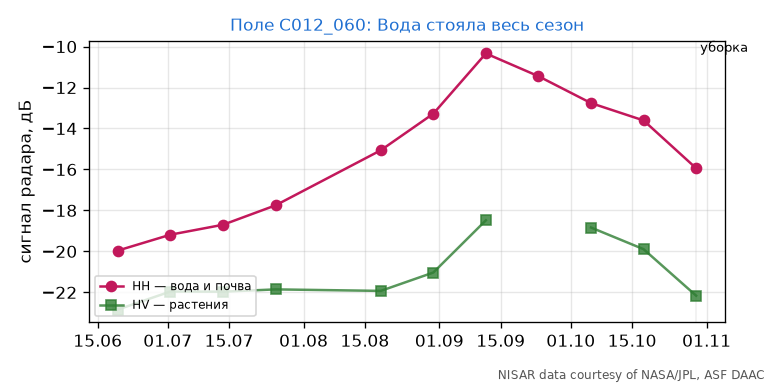 Поле C012_060: Вода стояла весь сезон
уборка
−10
−12
−14
−16
−18
−20
−22
сигнал радара, дБ
HH — вода и почва
HV — растения
15.06 01.07 15.07 01.08 15.08 01.09 15.09 01.10 15.10 01.11
NISAR data courtesy of NASA/JPL, ASF DAAC